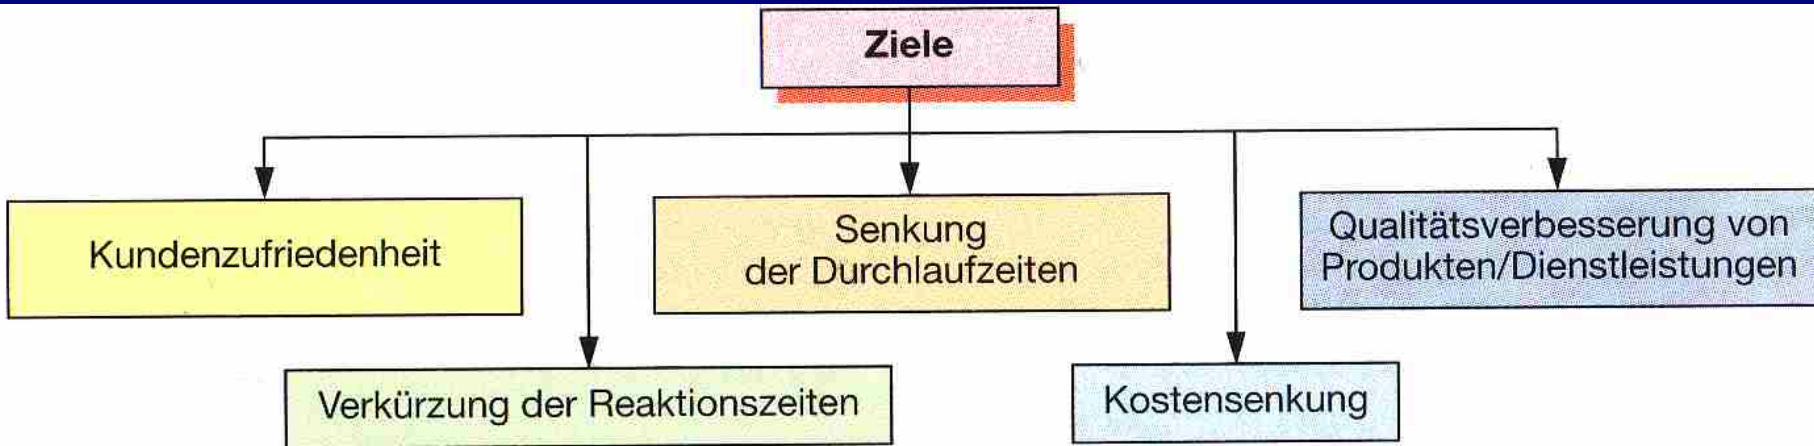 Ziele
Kundenzufriedenheit
Senkung
der Durchlaufzeiten
Qualitätsverbesserung von
Produkten/Dienstleistungen
Verkürzung der Reaktionszeiten
Kostensenkung